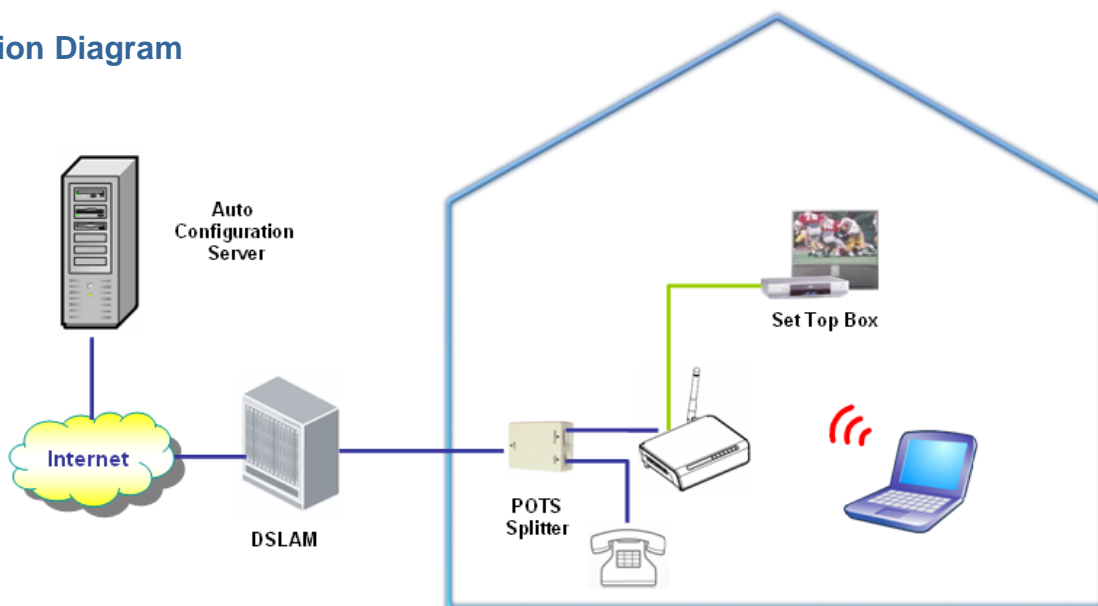 ion Diagram
Auto
Configuration
Server
Set Top Box
Internet
POTS
Splitter
DSLAM